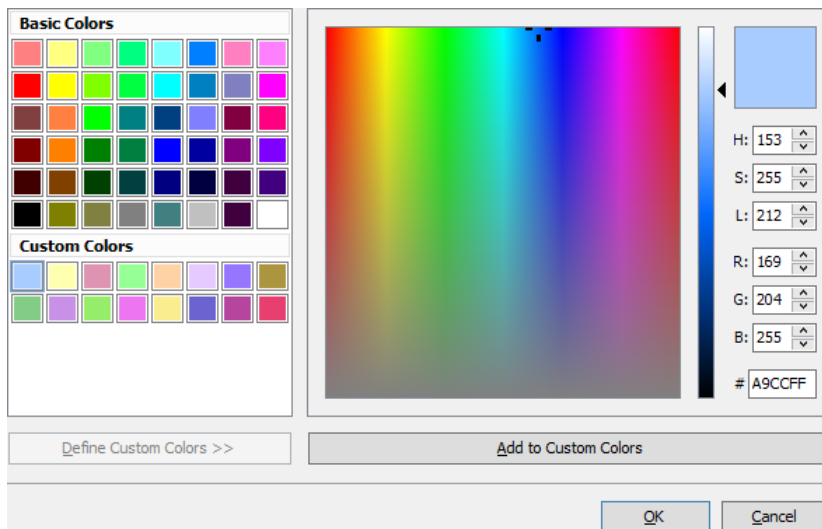 Basic Colors
Custom Colors
H: 153
S: 255
L: 212
R: 169
G: 204
B: 255
# A9CCFF
Define Custom Colors >>
Add to Custom Colors
OK
Cancel